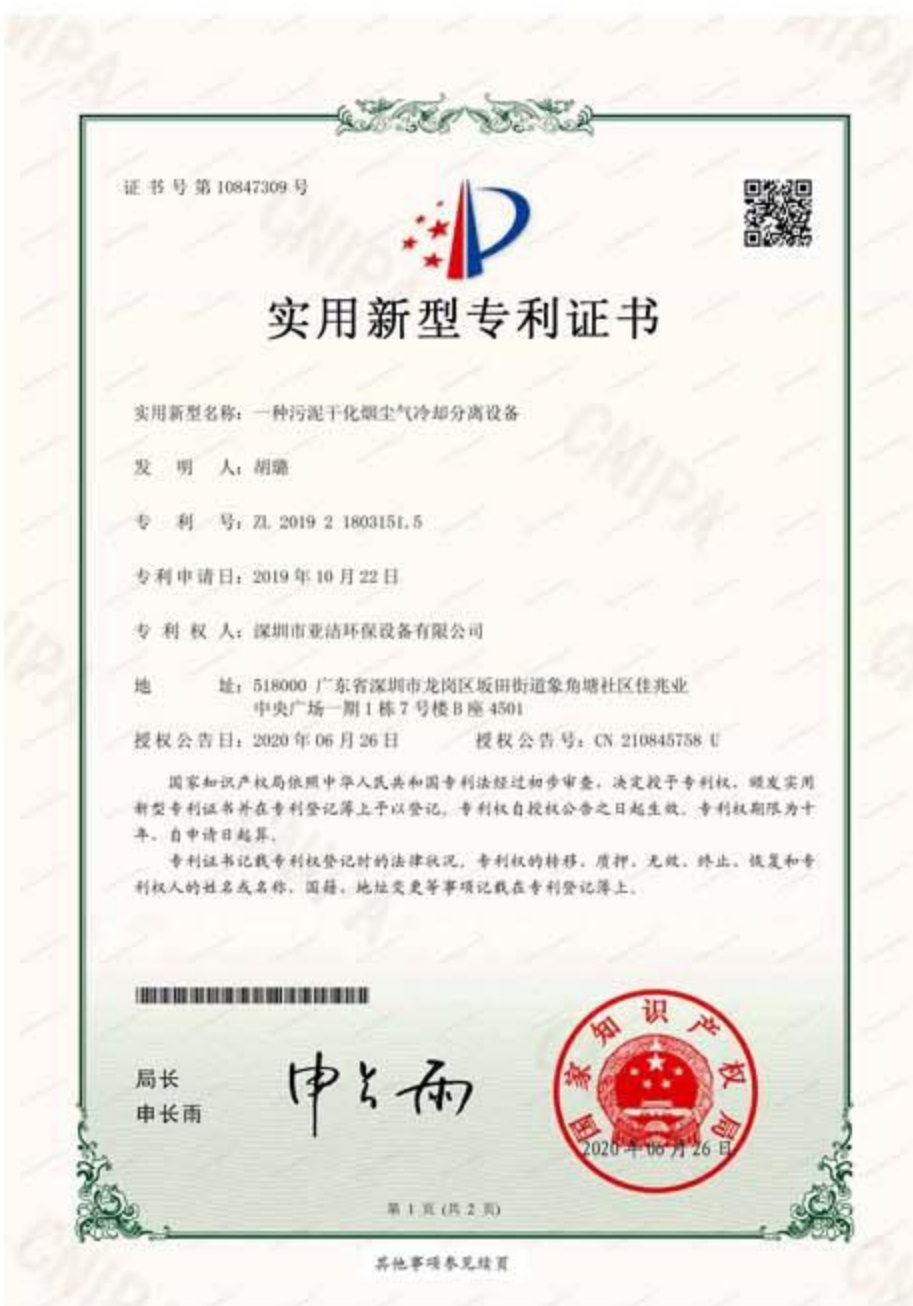 证书号第10847309号
实用新型专利证书
实用新型名称：一种污泥干化烟尘气冷却分离设备
发明人：胡璐
专利号：ZL 2019 2 1803151.5
专利申请日：2019年10月22日
专利权人：深圳市亚洁环保设备有限公司
地址：518000 广东省深圳市龙岗区坂田街道象角塘社区佳兆业
中央广场一期1栋7号楼B座4501
授权公告日：2020年06月26日 授权公告号：CN 210845758 U
国家知识产权局依照中华人民共和国专利法经过初步审查，决定授予专利权，颁发实用
新型专利证书并在专利登记簿上予以登记。专利权自授权公告之日起生效。专利权期限为十
年，自申请日起算。
专利证书记载专利权登记时的法律状况。专利权的转移、质押、无效、终止、恢复和专
利权人的姓名或名称、国籍、地址变更等事项记载在专利登记簿上。
局长
申长雨
申长雨
国家知识产权局
2020年06月26日
第 1 页 (共 2 页)
其他事项参见续页
CNIPA